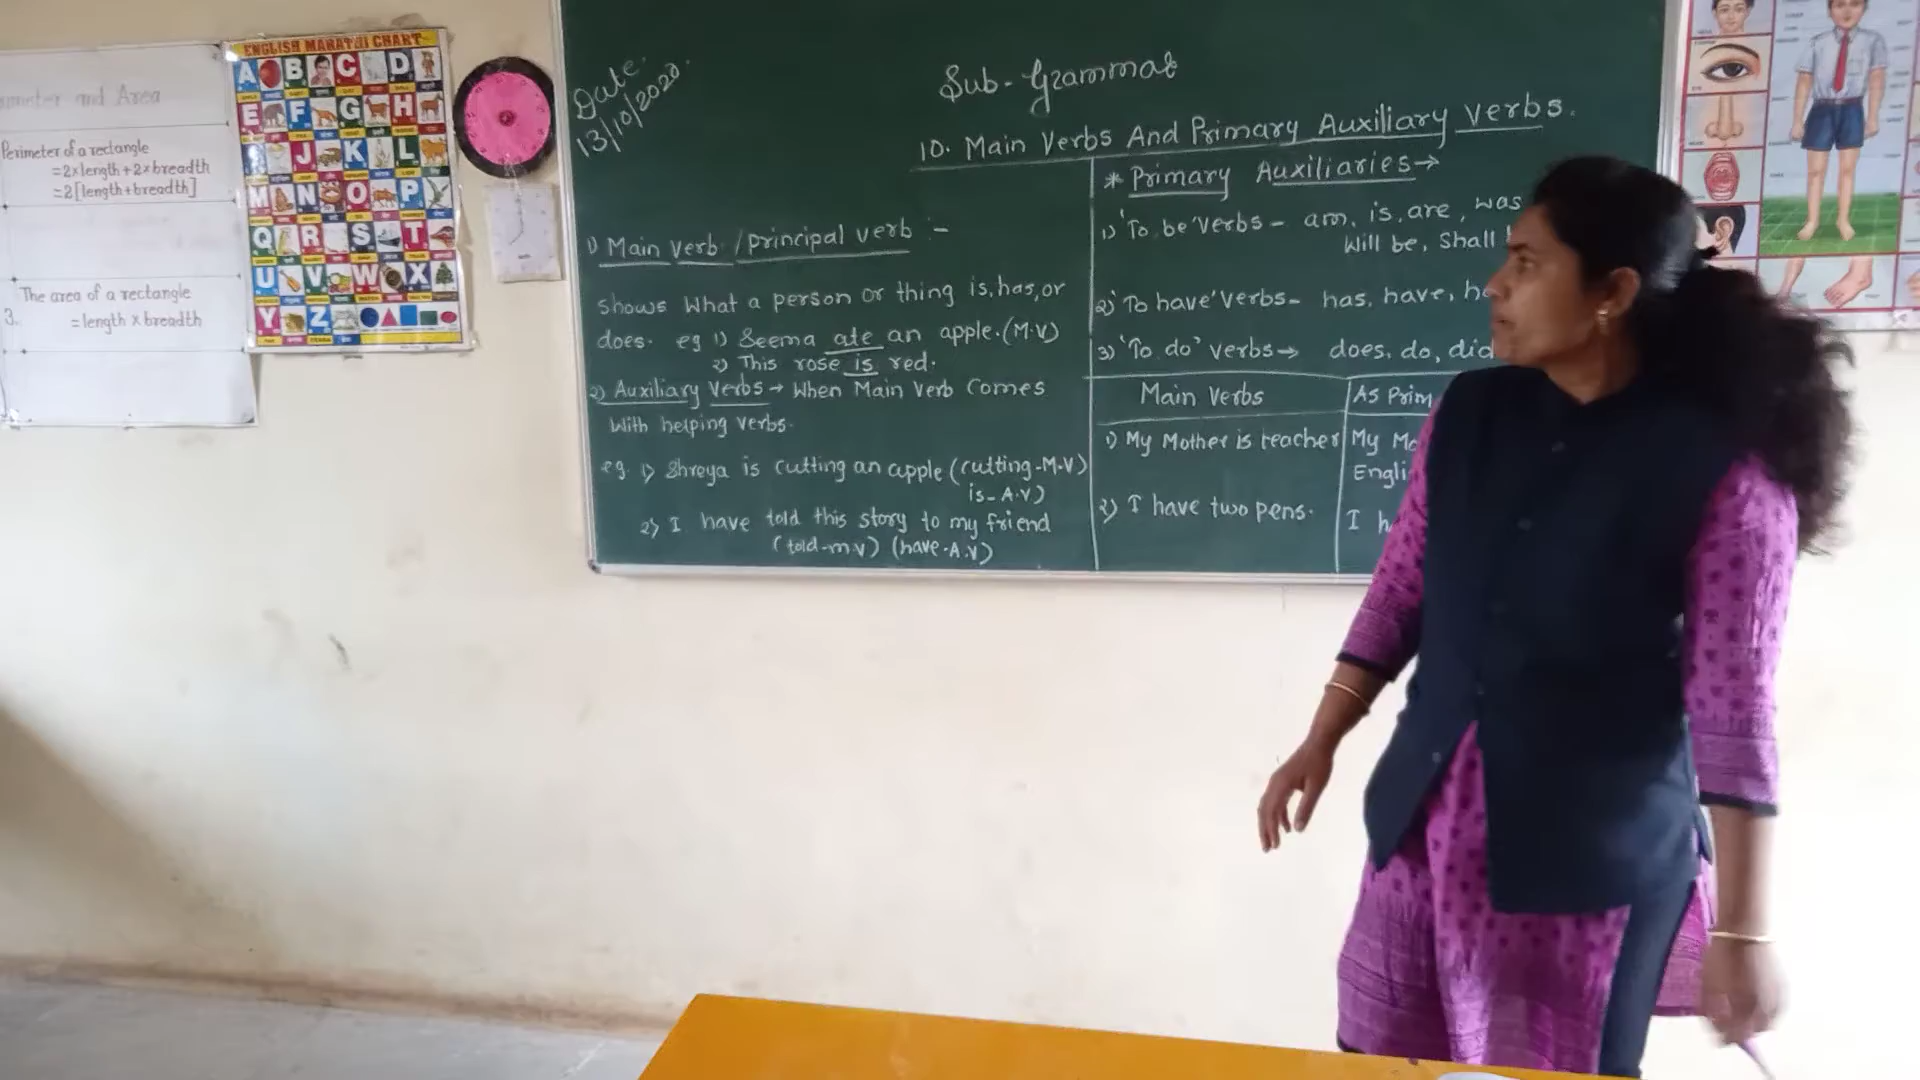 meter and Area
Perimeter of a rectangle
=2×length+2×breadth
=2[length+breadth]
3. The area of a rectangle
=length×breadth
ENGLISH MARATHI CHART
A B C D
E F G H
J K L
M N O P
Q R S T
U V W X
Y Z
Date:
13/10/2020.
Sub-Grammar
10. Main Verbs And Primary Auxiliary Verbs.
1) Main verb /principal verb :-
shows what a person or thing is, has, or
does. eg 1) Seema ate an apple.(M.V)
2) This rose is red.
2) Auxiliary Verbs → When Main Verb Comes
With helping verbs.
eg. 1) Shreya is cutting an apple (cutting-M.V)
is-A.V)
2) I have told this story to my friend
(told-m.v) (have-A.V)
* Primary Auxiliaries →
1) 'To be' verbs - am, is, are, was
Will be, Shall
2) 'To have' verbs - has, have,
3) 'To do' verbs → does, do, did
Main Verbs
1) My Mother is teacher
2) I have two pens.
As Prim
My Mo
Engli
I h